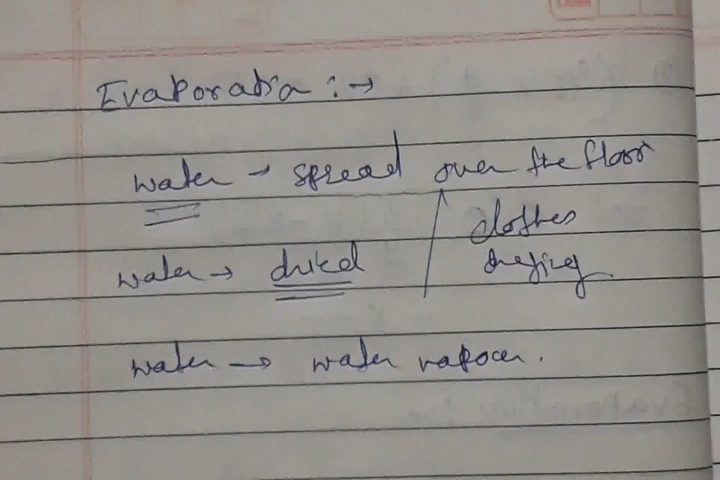 Evaporation :→
water → spread over the floor
clothes
drying
water → dried
water → water vapour.